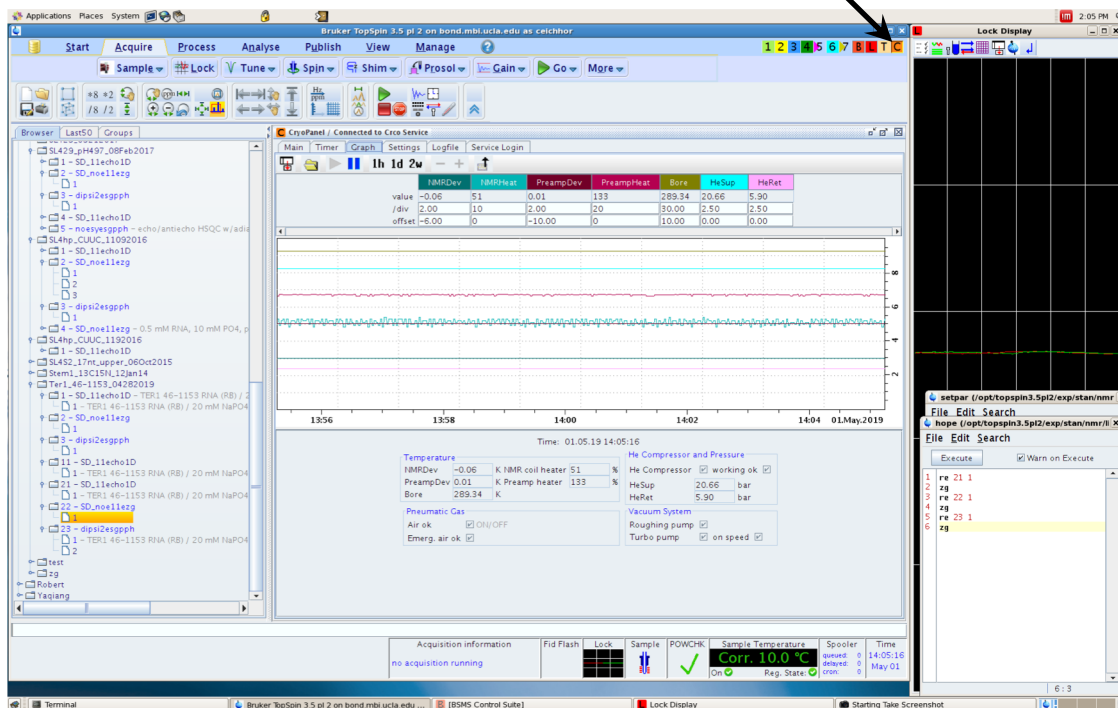 Applications Places System
2:05 PM
Bruker TopSpin 3.5 pl 2 on bond.mbi.ucla.edu as ceichhor
Lock Display
Start Acquire Process Analyse Publish View Manage
1 2 3 4 5 6 7 B L T C
Sample Lock Tune Spin Shim Prosol Gain Go More
*8 *2
/8 /2
Hz
ppm
Browser Last50 Groups
SL429_pH497_08Feb2017
1 - SD_11echo1D
2 - SD_noe11ezg
1
3 - dipsi2esgpph
1
4 - SD_11echo1D
5 - noesyesgpph - echo/antiecho HSQC w/adia
SL4hp_CUUC_11092016
1 - SD_11echo1D
2 - SD_noe11ezg
1
2
3
3 - dipsi2esgpph
1
4 - SD_noe11ezg - 0.5 mM RNA, 10 mM PO4, p
SL4hp_CUUC_1192016
1 - SD_11echo1D
SL4S2_17nt_upper_06Oct2015
Stem1_13C15N_12Jan14
Ter1_46-1153_04282019
1 - SD_11echo1D - TER1 46-1153 RNA (RB) / 2
1 - TER1 46-1153 RNA (RB) / 20 mM NaPO4
2 - SD_noe11ezg
1
3 - dipsi2esgpph
1
11 - SD_11echo1D
1 - TER1 46-1153 RNA (RB) / 20 mM NaPO4
21 - SD_11echo1D
1 - TER1 46-1153 RNA (RB) / 20 mM NaPO4
22 - SD_noe11ezg
1
23 - dipsi2esgpph
1 - TER1 46-1153 RNA (RB) / 20 mM NaPO4
2
test
zg
Robert
Yaqiang
CryoPanel / Connected to Crco Service
Main Timer Graph Settings Logfile Service Login
1h 1d 2w
NMRDev NMRHeat PreampDev PreampHeat Bore HeSup HeRet
value -0.06 51 0.01 133 289.34 20.66 5.90
/div 2.00 10 2.00 20 30.00 2.50 2.50
offset -6.00 0 -10.00 0 10.00 0.00 0.00
8
6
4
2
13:56 13:58 14:00 14:02 14:04 01.May.2019
Time: 01.05.19 14:05:16
Temperature
NMRDev -0.06 K NMR coil heater 51 %
PreampDev 0.01 K Preamp heater 133 %
Bore 289.34 K
He Compressor and Pressure
He Compressor working ok
HeSup 20.66 bar
HeRet 5.90 bar
Pneumatic Gas
Air ok ON/OFF
Emerg. air ok
Vacuum System
Roughing pump
Turbo pump on speed
setpar (/opt/topspin3.5pl2/exp/stan/nmr
File Edit Search
hope (/opt/topspin3.5pl2/exp/stan/nmr/l
File Edit Search
Execute Warn on Execute
1 re 21 1
2 zg
3 re 22 1
4 zg
5 re 23 1
6 zg
6 : 3
Acquisition information Fid Flash Lock Sample POWCHK Sample Temperature Spooler Time
no acquisition running
Corr. 10.0 °C
On Reg. State:
queued: 0
delayed: 0
cron: 0
14:05:16
May 01
Terminal
Bruker TopSpin 3.5 pl 2 on bond.mbi.ucla.edu ...
[BSMS Control Suite]
Lock Display
Starting Take Screenshot